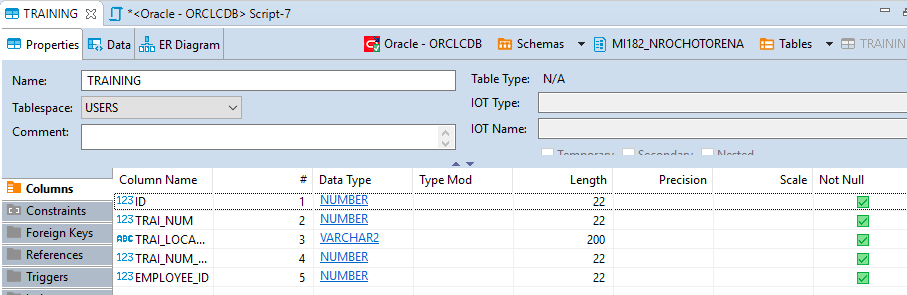 TRAINING *<Oracle - ORCLCDB> Script-7
Properties Data ER Diagram Oracle - ORCLCDB Schemas MI182_NROCHOTORENA Tables TRAININ
Name: TRAINING Table Type: N/A
Tablespace: USERS IOT Type:
Comment: IOT Name:
Temporary Secondary Nested
Columns Column Name # Data Type Type Mod Length Precision Scale Not Null
123 ID 1 NUMBER 22
Constraints 123 TRAI_NUM 2 NUMBER 22
Foreign Keys ABC TRAI_LOCA... 3 VARCHAR2 200
References 123 TRAI_NUM_... 4 NUMBER 22
Triggers 123 EMPLOYEE_ID 5 NUMBER 22